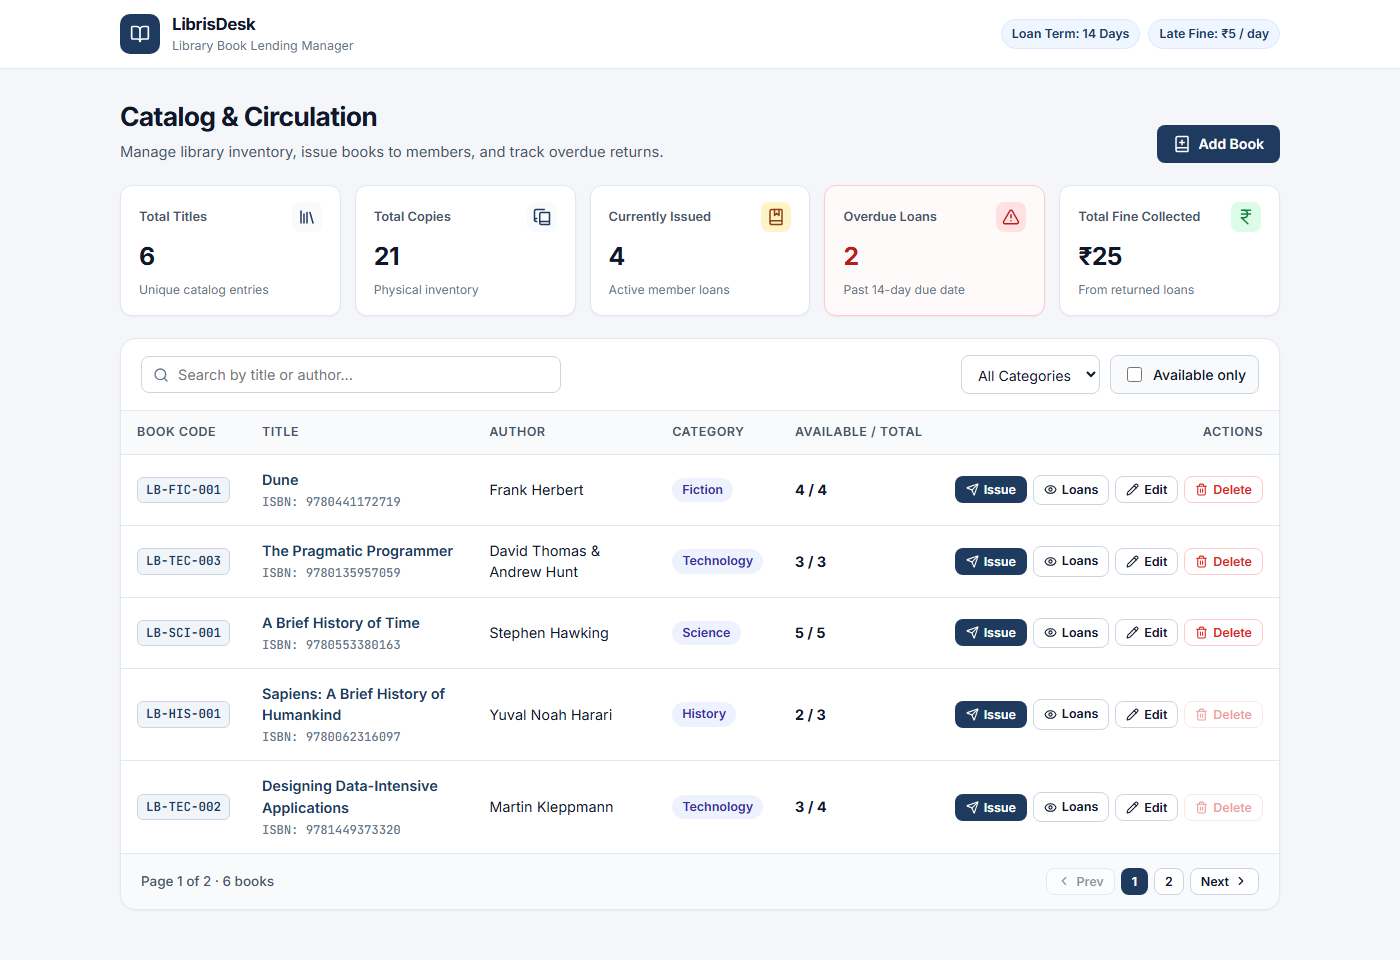 LibrisDesk
Library Book Lending Manager
Loan Term: 14 Days
Late Fine: ₹5 / day
Catalog & Circulation
Manage library inventory, issue books to members, and track overdue returns.
Add Book
Total Titles
6
Unique catalog entries
Total Copies
21
Physical inventory
Currently Issued
4
Active member loans
Overdue Loans
2
Past 14-day due date
Total Fine Collected
₹
₹25
From returned loans
Search by title or author...
All Categories
Available only
BOOK CODE TITLE AUTHOR CATEGORY AVAILABLE / TOTAL ACTIONS
LB-FIC-001
Dune
ISBN: 9780441172719
Frank Herbert
Fiction
4 / 4
Issue Loans Edit Delete
LB-TEC-003
The Pragmatic Programmer
ISBN: 9780135957059
David Thomas &
Andrew Hunt
Technology
3 / 3
Issue Loans Edit Delete
LB-SCI-001
A Brief History of Time
ISBN: 9780553380163
Stephen Hawking
Science
5 / 5
Issue Loans Edit Delete
LB-HIS-001
Sapiens: A Brief History of
Humankind
ISBN: 9780062316097
Yuval Noah Harari
History
2 / 3
Issue Loans Edit Delete
LB-TEC-002
Designing Data-Intensive
Applications
ISBN: 9781449373320
Martin Kleppmann
Technology
3 / 4
Issue Loans Edit Delete
Page 1 of 2 · 6 books
Prev 1 2 Next